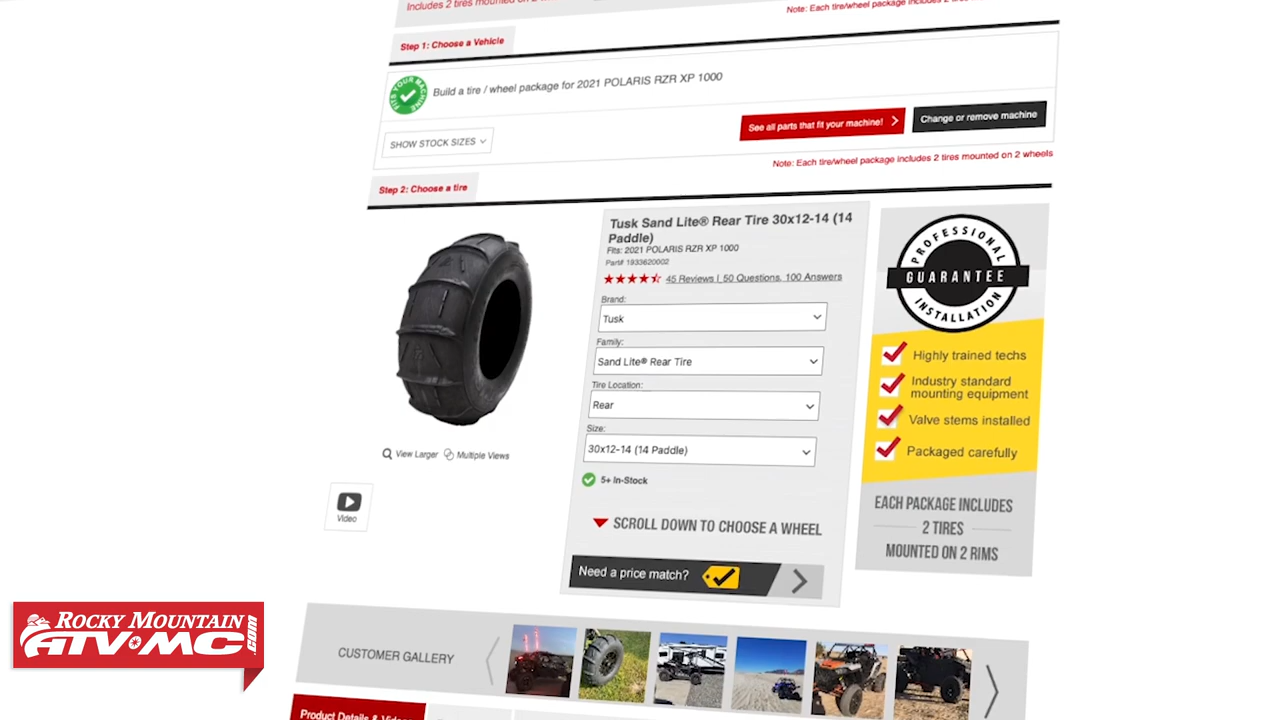 Includes 2 tires mounted on 2
Note: Each tire/wheel package includes 2 tires
Step 1: Choose a Vehicle
FITS YOUR MACHINE
Build a tire / wheel package for 2021 POLARIS RZR XP 1000
See all parts that fit your machine!
Change or remove machine
SHOW STOCK SIZES
Note: Each tire/wheel package includes 2 tires mounted on 2 wheels
Step 2: Choose a tire
Tusk Sand Lite® Rear Tire 30x12-14 (14
Paddle)
Fits: 2021 POLARIS RZR XP 1000
Part# 1933620002
45 Reviews | 50 Questions, 100 Answers
Brand:
Tusk
Family:
Sand Lite® Rear Tire
Tire Location:
Rear
Size:
30x12-14 (14 Paddle)
5+ In-Stock
SCROLL DOWN TO CHOOSE A WHEEL
Need a price match?
View Larger
Multiple Views
Video
PROFESSIONAL
GUARANTEE
INSTALLATION
Highly trained techs
Industry standard
mounting equipment
Valve stems installed
Packaged carefully
EACH PACKAGE INCLUDES
2 TIRES
MOUNTED ON 2 RIMS
CUSTOMER GALLERY
Product Details & Videos
ROCKY MOUNTAIN
ATV MC.com